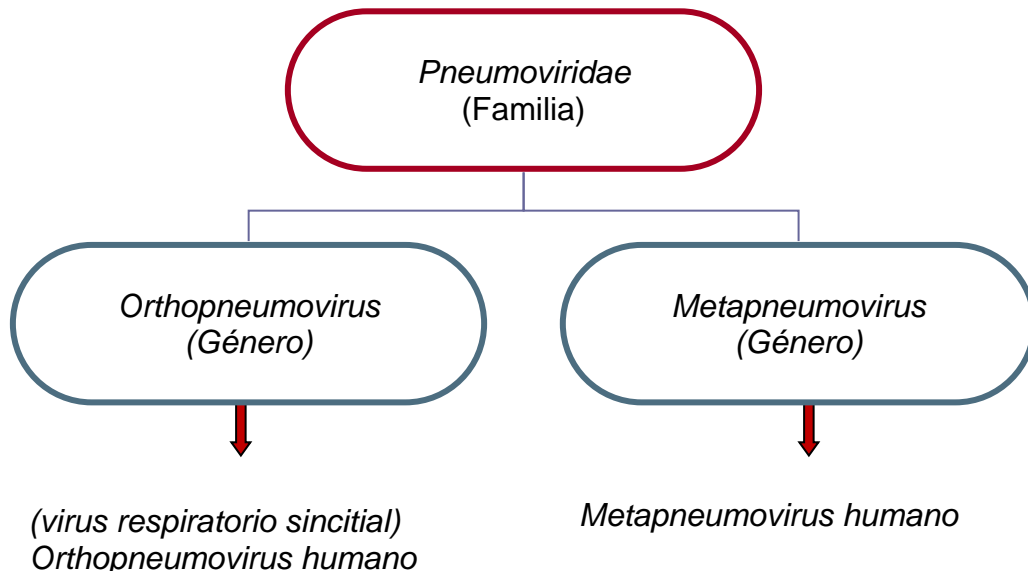 Pneumoviridae
(Familia)
Orthopneumovirus
(Género)
Metapneumovirus
(Género)
(virus respiratorio sincitial)
Orthopneumovirus humano
Metapneumovirus humano